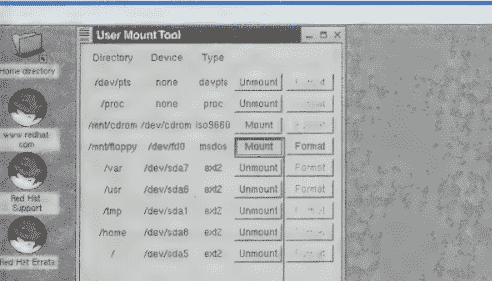 User Mount Tool
Directory Device Type
/dev/pts none devpts Unmount
/proc none proc Unmount
/mnt/cdrom /dev/cdrom iso9660 Mount
/mnt/floppy /dev/fd0 msdos Mount Format
/var /dev/sda7 ext2 Unmount Format
/usr /dev/sda6 ext2 Unmount Format
/tmp /dev/sda1 ext2 Unmount
/home /dev/sda8 ext2 Unmount
/ /dev/sda5 ext2 Unmount
Home directory
www.redhat
com
Red Hat
Support
Red Hat Errata